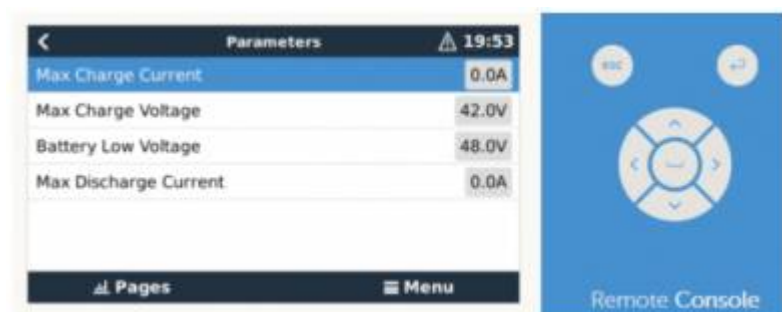 Parameters 19:53
Max Charge Current 0.0A
Max Charge Voltage 42.0V
Battery Low Voltage 48.0V
Max Discharge Current 0.0A
Pages Menu
esc
Remote Console